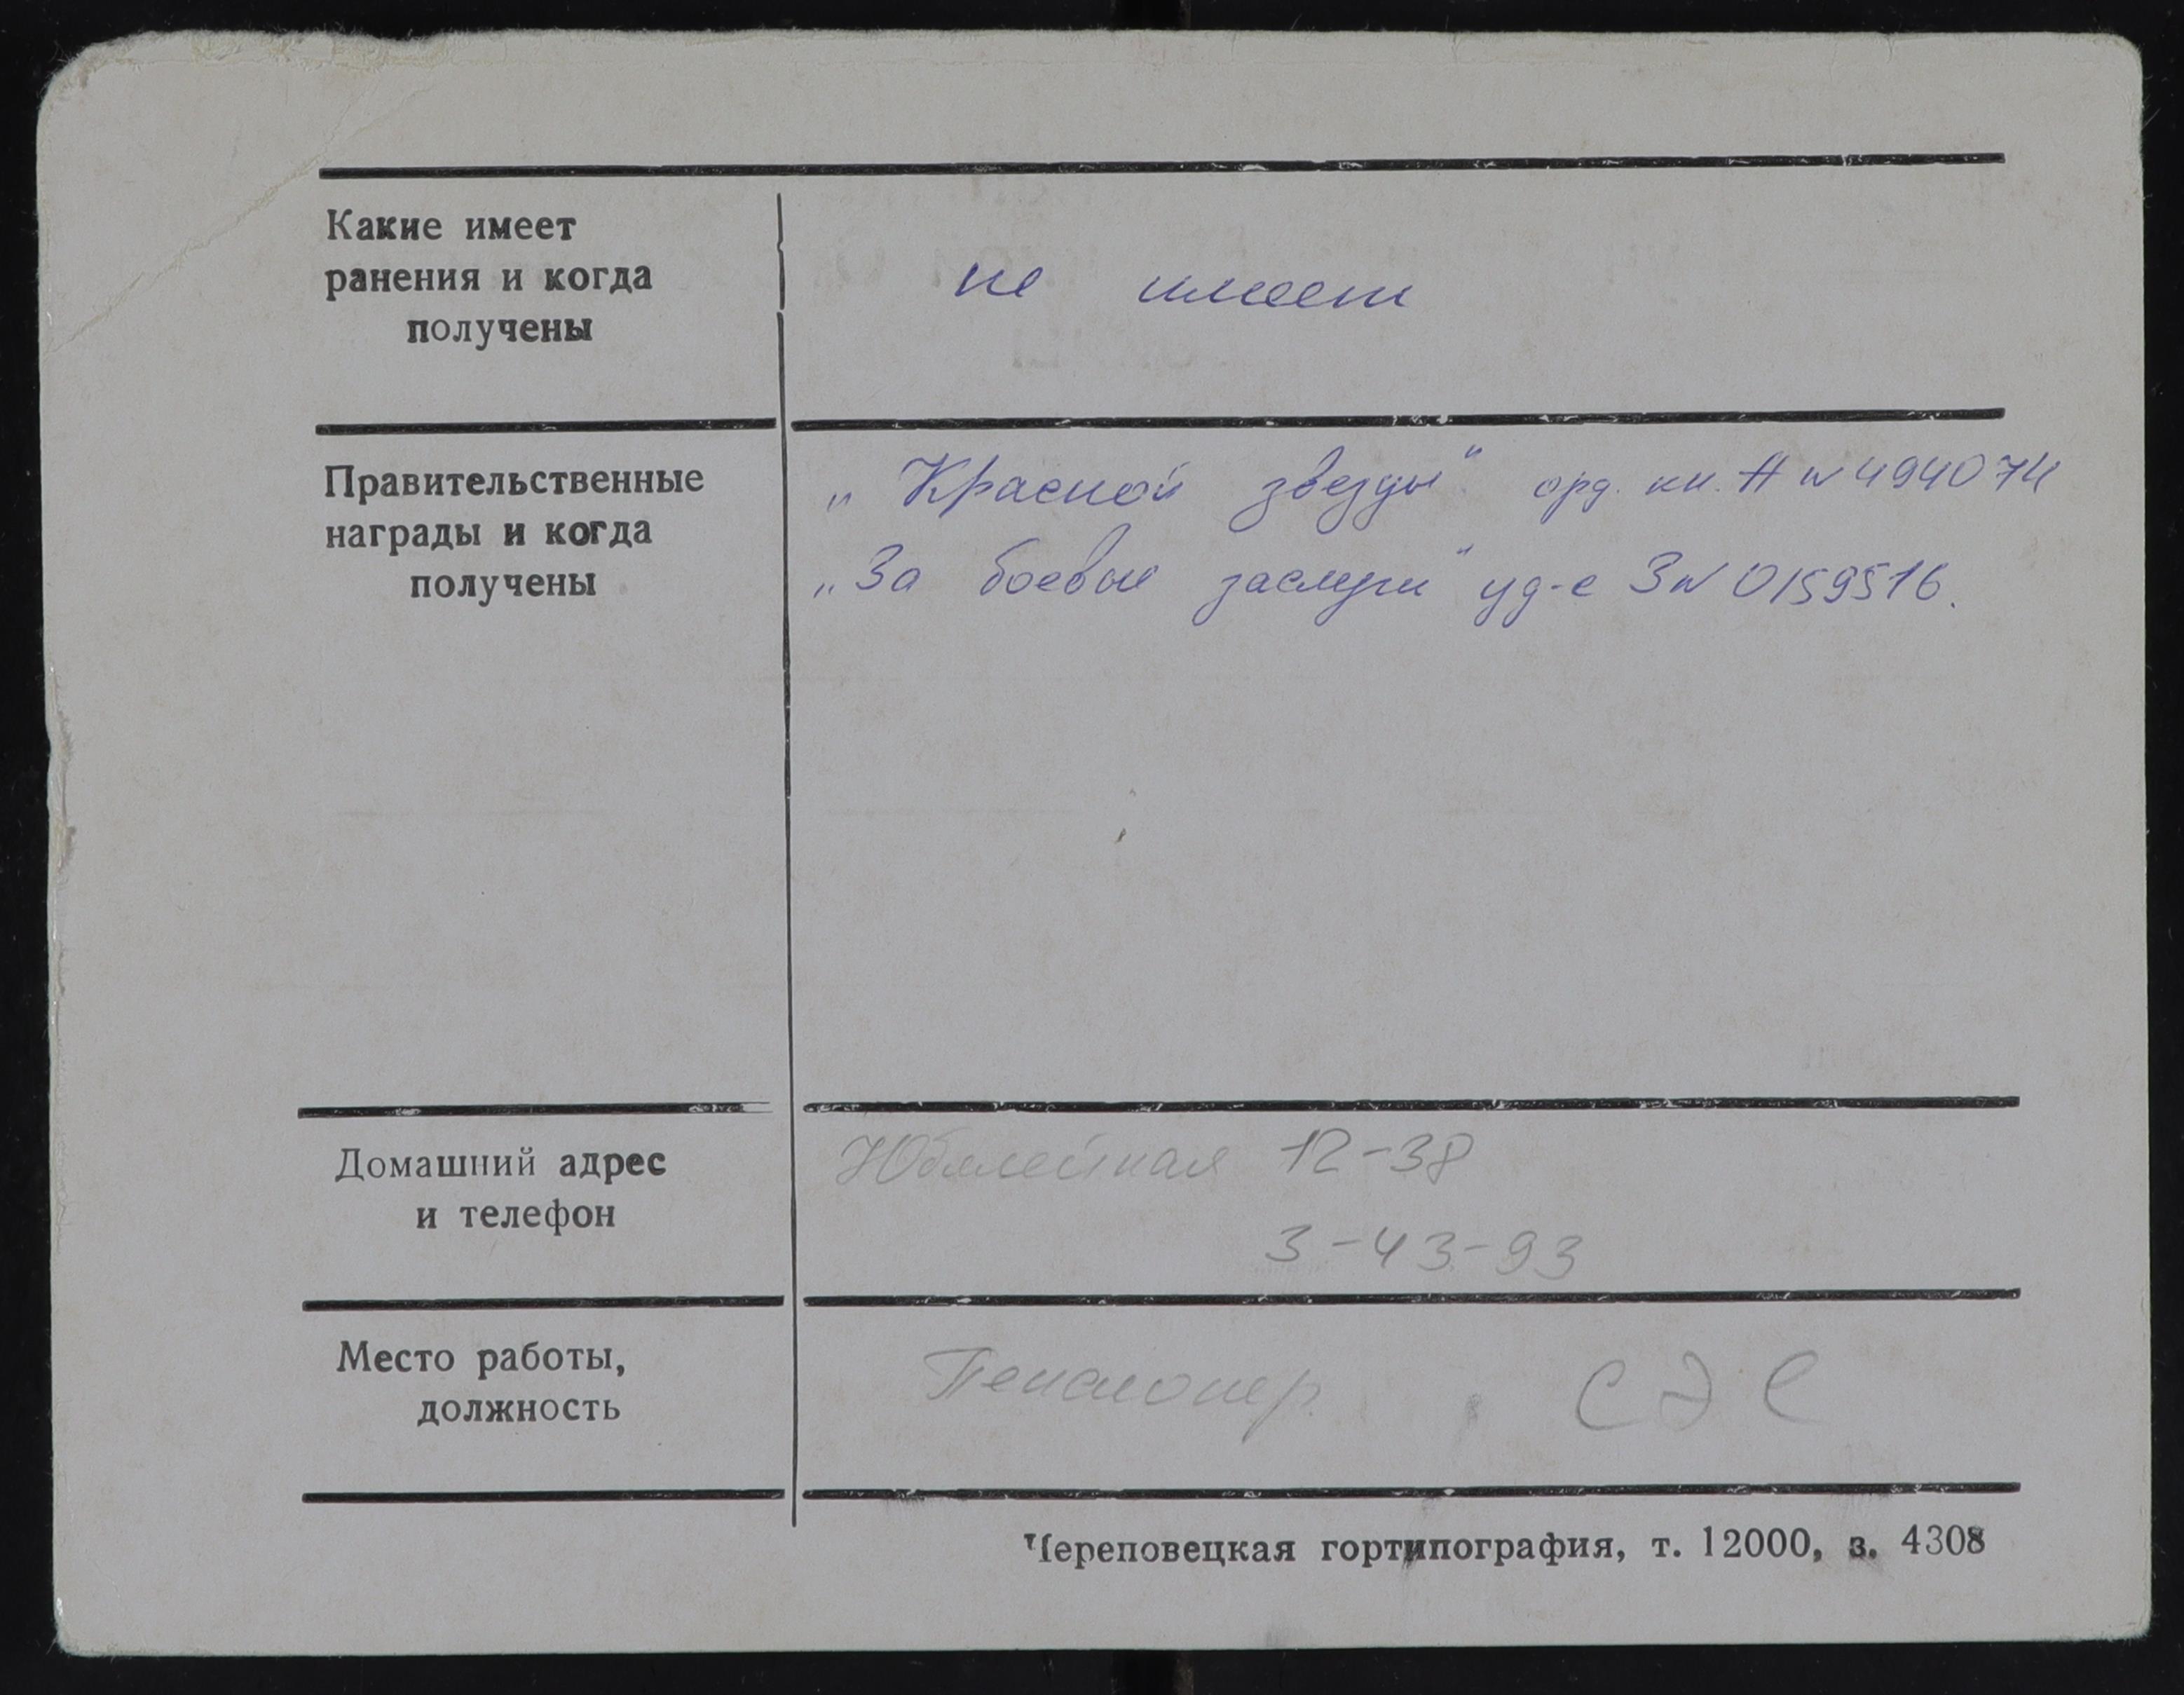 Какие имеет
ранения и когда
получены
не имеет
Правительственные
награды и когда
получены
„Красной звезды" орд. кн. А № 494074
„За боевые заслуги" уд-е З № 0159516.
Домашний адрес
и телефон
Юбилейная 12-38
3-43-93
Место работы,
должность
Пенсионер. СЭС
Череповецкая гортипография, т. 12000, з. 4308